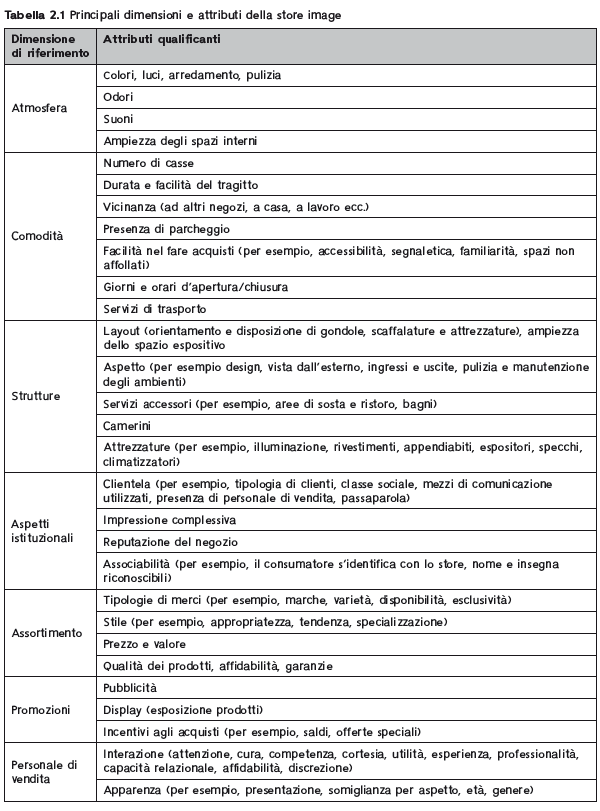 Tabella 2.1 Principali dimensioni e attributi della store image
Dimensione
di riferimento
Attributi qualificanti
Atmosfera
Colori, luci, arredamento, pulizia
Odori
Suoni
Ampiezza degli spazi interni
Comodità
Numero di casse
Durata e facilità del tragitto
Vicinanza (ad altri negozi, a casa, a lavoro ecc.)
Presenza di parcheggio
Facilità nel fare acquisti (per esempio, accessibilità, segnaletica, familiarità, spazi non
affollati)
Giorni e orari d'apertura/chiusura
Servizi di trasporto
Strutture
Layout (orientamento e disposizione di gondole, scaffalature e attrezzature), ampiezza
dello spazio espositivo
Aspetto (per esempio design, vista dall'esterno, ingressi e uscite, pulizia e manutenzione
degli ambienti)
Servizi accessori (per esempio, aree di sosta e ristoro, bagni)
Camerini
Attrezzature (per esempio, illuminazione, rivestimenti, appendiabiti, espositori, specchi,
climatizzatori)
Aspetti
istituzionali
Clientela (per esempio, tipologia di clienti, classe sociale, mezzi di comunicazione
utilizzati, presenza di personale di vendita, passaparola)
Impressione complessiva
Reputazione del negozio
Associabilità (per esempio, il consumatore s'identifica con lo store, nome e insegna
riconoscibili)
Assortimento
Tipologie di merci (per esempio, marche, varietà, disponibilità, esclusività)
Stile (per esempio, appropriatezza, tendenza, specializzazione)
Prezzo e valore
Qualità dei prodotti, affidabilità, garanzie
Promozioni
Pubblicità
Display (esposizione prodotti)
Incentivi agli acquisti (per esempio, saldi, offerte speciali)
Personale di
vendita
Interazione (attenzione, cura, competenza, cortesia, utilità, esperienza, professionalità,
capacità relazionale, affidabilità, discrezione)
Apparenza (per esempio, presentazione, somiglianza per aspetto, età, genere)